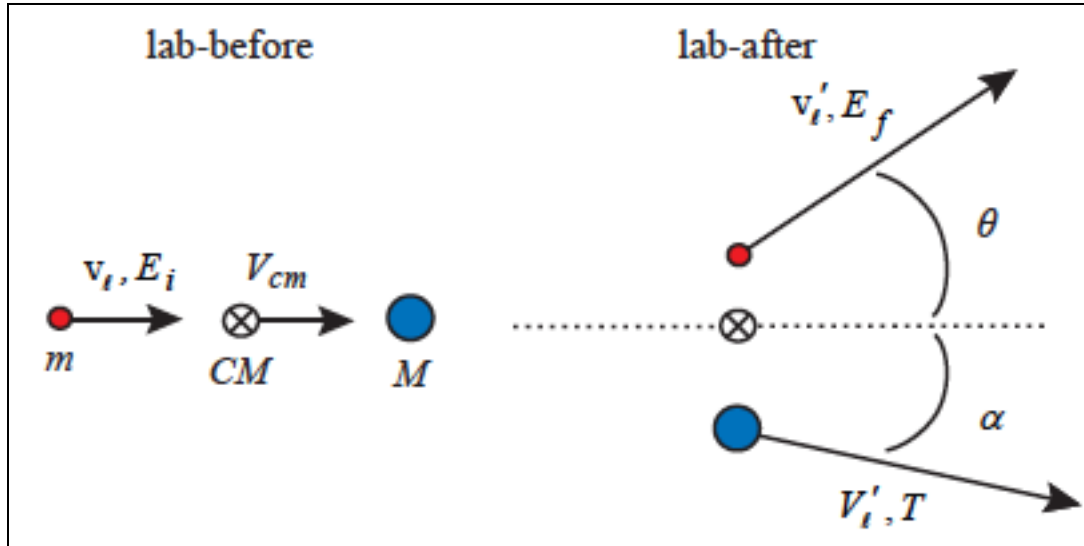 lab-before
lab-after
v′ℓ, E_f
θ
vℓ, E_i
V_cm
m
CM
M
α
V′ℓ, T